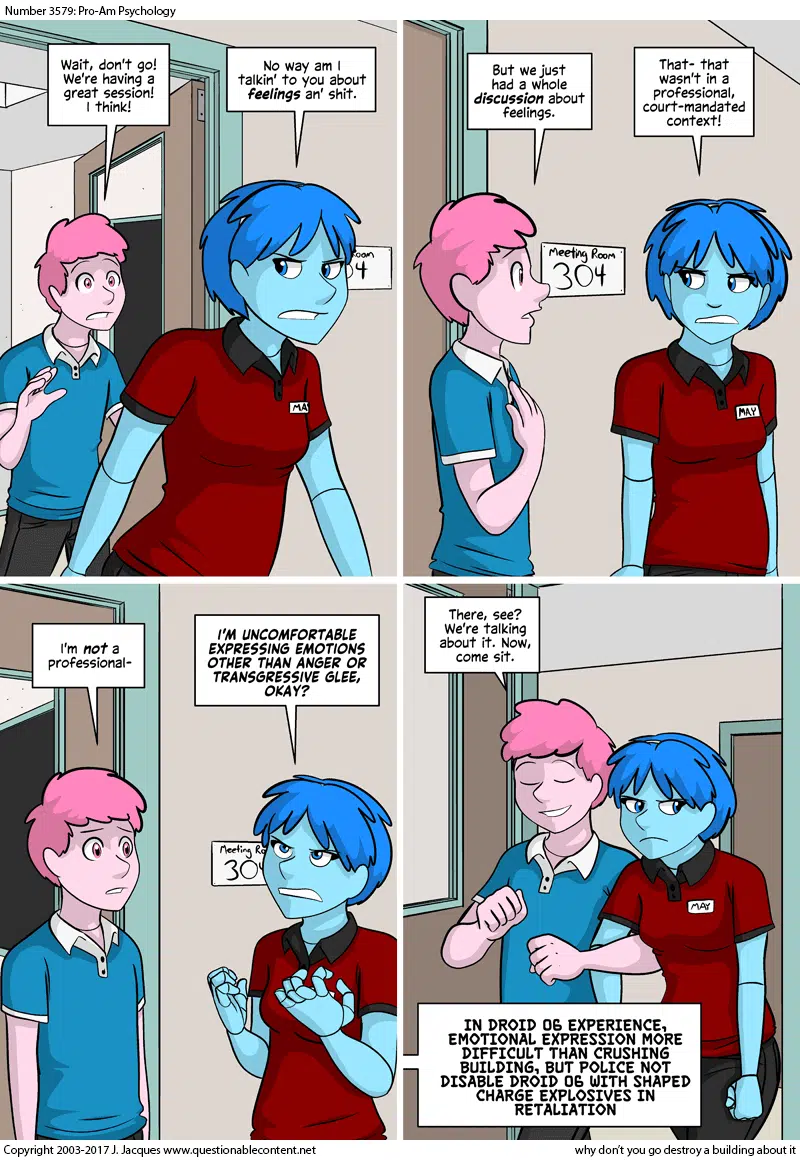 Number 3579: Pro-Am Psychology
Wait, don't go!
We're having a
great session!
I think!
No way am I
talkin' to you about
feelings an' shit.
oom
4
MA
But we just
had a whole
discussion about
feelings.
That- that
wasn't in a
professional,
court-mandated
context!
Meeting Room
304
MAY
I'm not a
professional-
I'M UNCOMFORTABLE
EXPRESSING EMOTIONS
OTHER THAN ANGER OR
TRANSGRESSIVE GLEE,
OKAY?
Meeting Ro
304
There, see?
We're talking
about it. Now,
come sit.
MAY
IN DROID 06 EXPERIENCE,
EMOTIONAL EXPRESSION MORE
DIFFICULT THAN CRUSHING
BUILDING, BUT POLICE NOT
DISABLE DROID 06 WITH SHAPED
CHARGE EXPLOSIVES IN
RETALIATION
Copyright 2003-2017 J. Jacques www.questionablecontent.net
why don't you go destroy a building about it